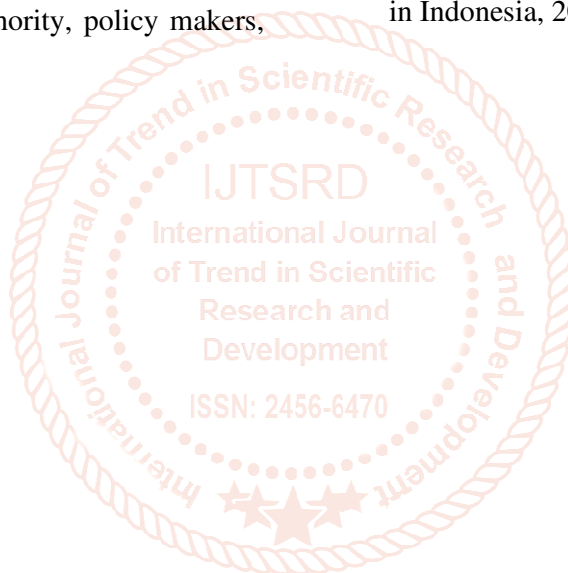 hority, policy makers,
in Indonesia, 20
International Journal of Trend in Scientific Research and Development
IJTSRD
International Journal
of Trend in Scientific
Research and
Development
ISSN: 2456-6470